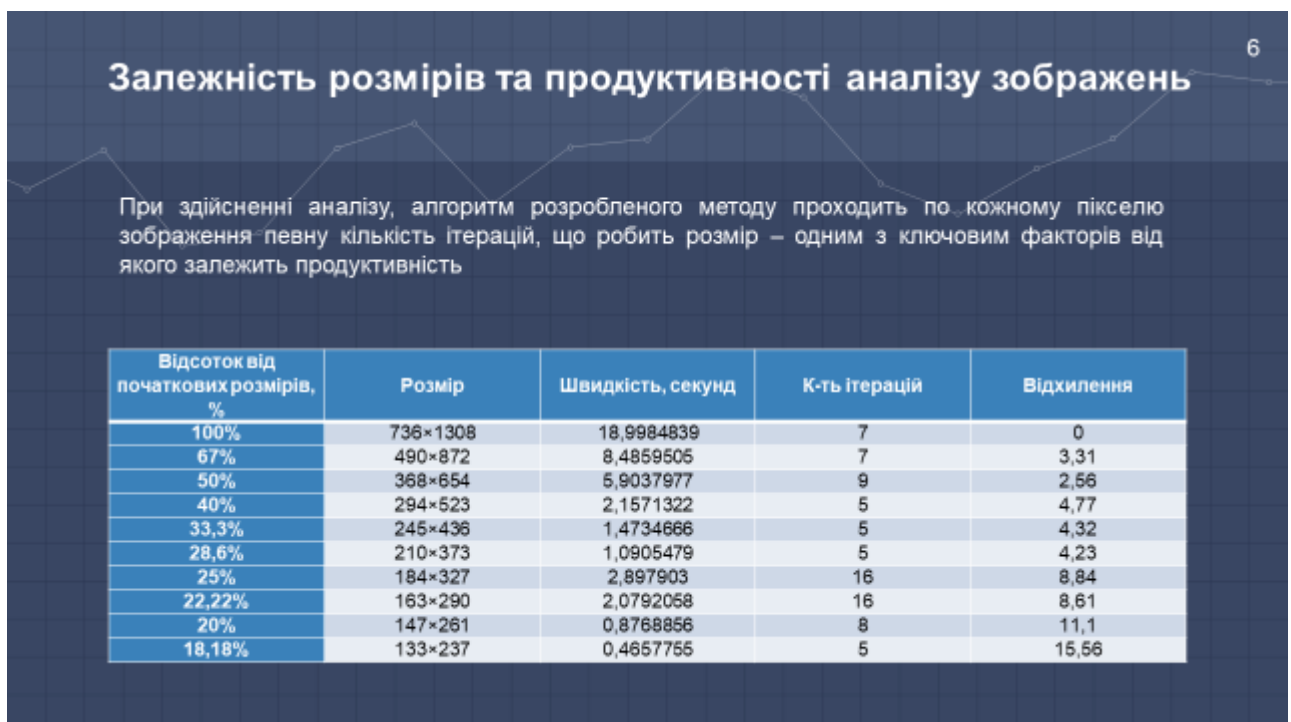 6
Залежність розмірів та продуктивності аналізу зображень
При здійсненні аналізу, алгоритм розробленого методу проходить по кожному пікселю
зображення певну кількість ітерацій, що робить розмір – одним з ключовим факторів від
якого залежить продуктивність
Відсоток від початкових розмірів, % Розмір Швидкість, секунд К-ть ітерацій Відхилення
100% 736×1308 18,9984839 7 0
67% 490×872 8,4859505 7 3,31
50% 368×654 5,9037977 9 2,56
40% 294×523 2,1571322 5 4,77
33,3% 245×436 1,4734666 5 4,32
28,6% 210×373 1,0905479 5 4,23
25% 184×327 2,897903 16 8,84
22,22% 163×290 2,0792058 16 8,61
20% 147×261 0,8768856 8 11,1
18,18% 133×237 0,4657755 5 15,56